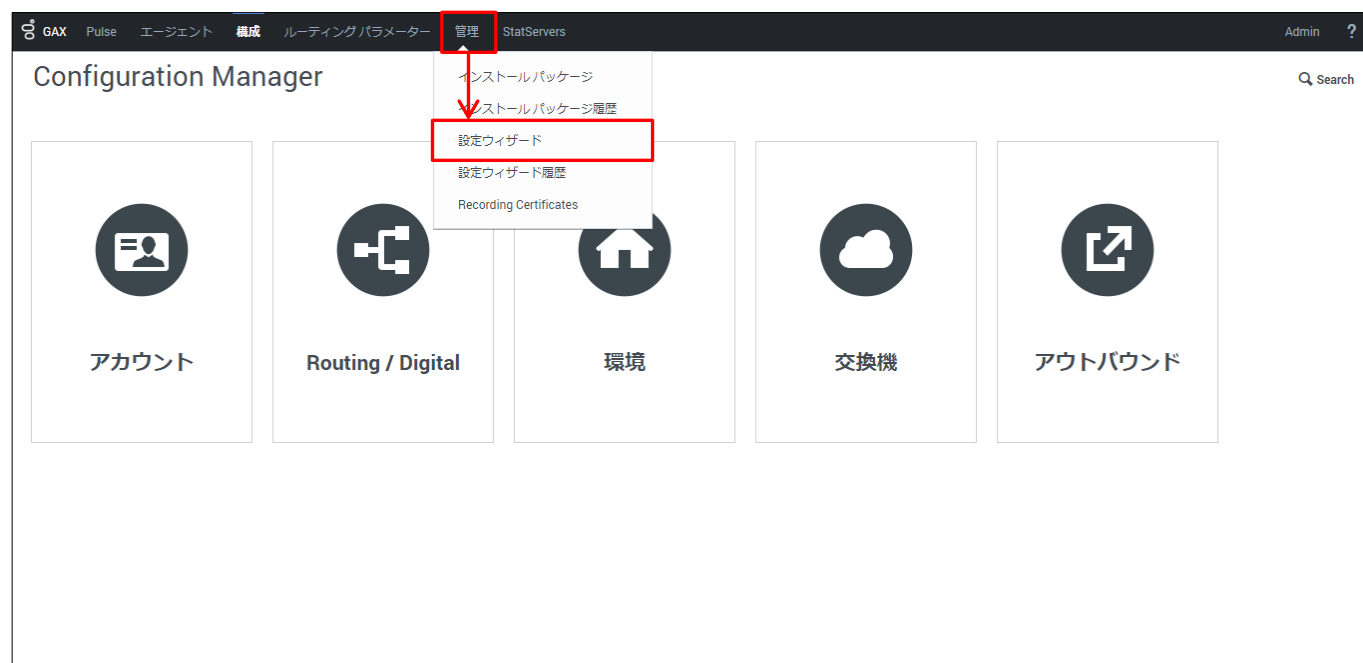 GAX Pulse エージェント 構成 ルーティング パラメーター 管理 StatServers Admin ?
Configuration Manager
Search
インストール パッケージ
インストール パッケージ履歴
設定ウィザード
設定ウィザード履歴
Recording Certificates
アカウント
Routing / Digital
環境
交換機
アウトバウンド